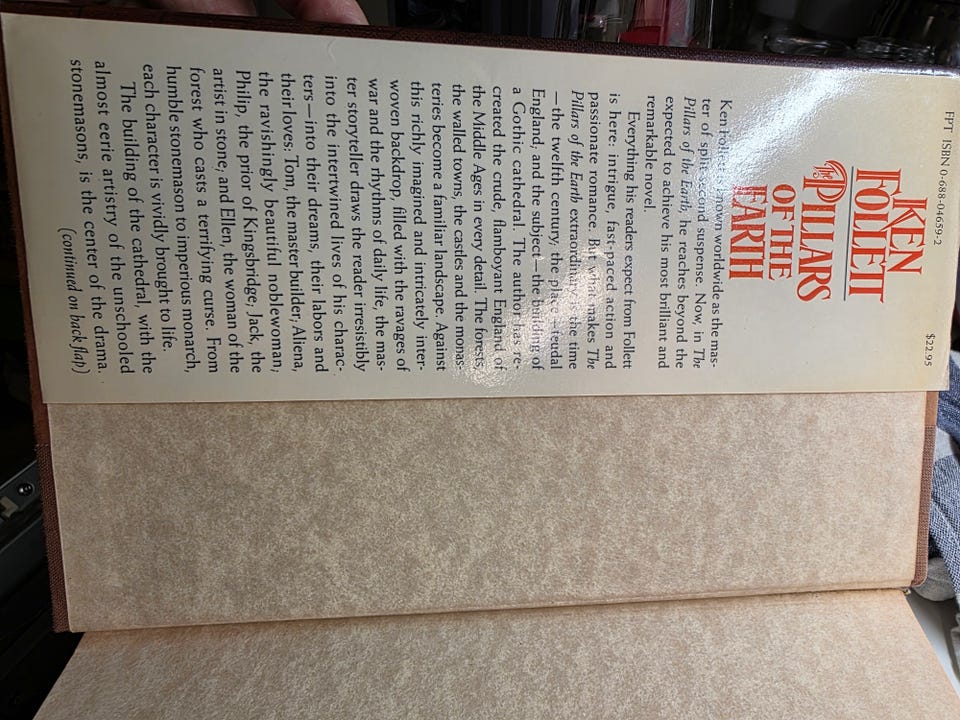 FPT ISBN 0-688-04659-2
$22.95
KEN
FOLLETT
The PILLARS
OF THE
EARTH
Ken Follett is known worldwide as the mas-
ter of split-second suspense. Now, in The
Pillars of the Earth, he reaches beyond the
expected to achieve his most brilliant and
remarkable novel.
Everything his readers expect from Follett
is here: intrigue, fast-paced action and
passionate romance. But what makes The
Pillars of the Earth extraordinary is the time
—the twelfth century, the place—feudal
England, and the subject—the building of
a Gothic cathedral. The author has re-
created the crude, flamboyant England of
the Middle Ages in every detail. The forests,
the walled towns, the castles and the monas-
teries become a familiar landscape. Against
this richly imagined and intricately inter-
woven backdrop, filled with the ravages of
war and the rhythms of daily life, the mas-
ter storyteller draws the reader irresistibly
into the intertwined lives of his charac-
ters—into their dreams, their labors and
their loves: Tom, the master builder; Aliena,
the ravishingly beautiful noblewoman;
Philip, the prior of Kingsbridge; Jack, the
artist in stone; and Ellen, the woman of the
forest who casts a terrifying curse. From
humble stonemason to imperious monarch,
each character is vividly brought to life.
The building of the cathedral, with the
almost eerie artistry of the unschooled
stonemasons, is the center of the drama.
(continued on back flap)